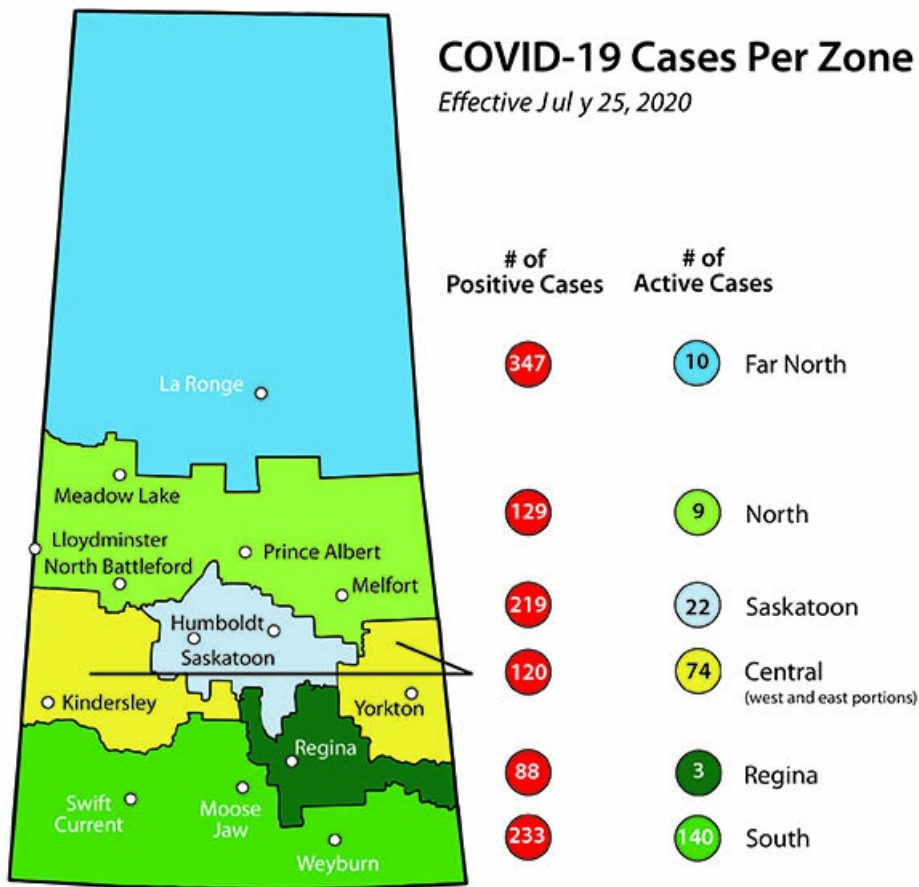 COVID-19 Cases Per Zone
Effective Jul y 25, 2020
# of
Positive Cases
# of
Active Cases
347
10
Far North
129
9
North
219
22
Saskatoon
120
74
Central
(west and east portions)
88
3
Regina
233
140
South
La Ronge
Meadow Lake
Lloydminster
North Battleford
Prince Albert
Melfort
Humboldt
Saskatoon
Kindersley
Yorkton
Regina
Swift
Current
Moose
Jaw
Weyburn